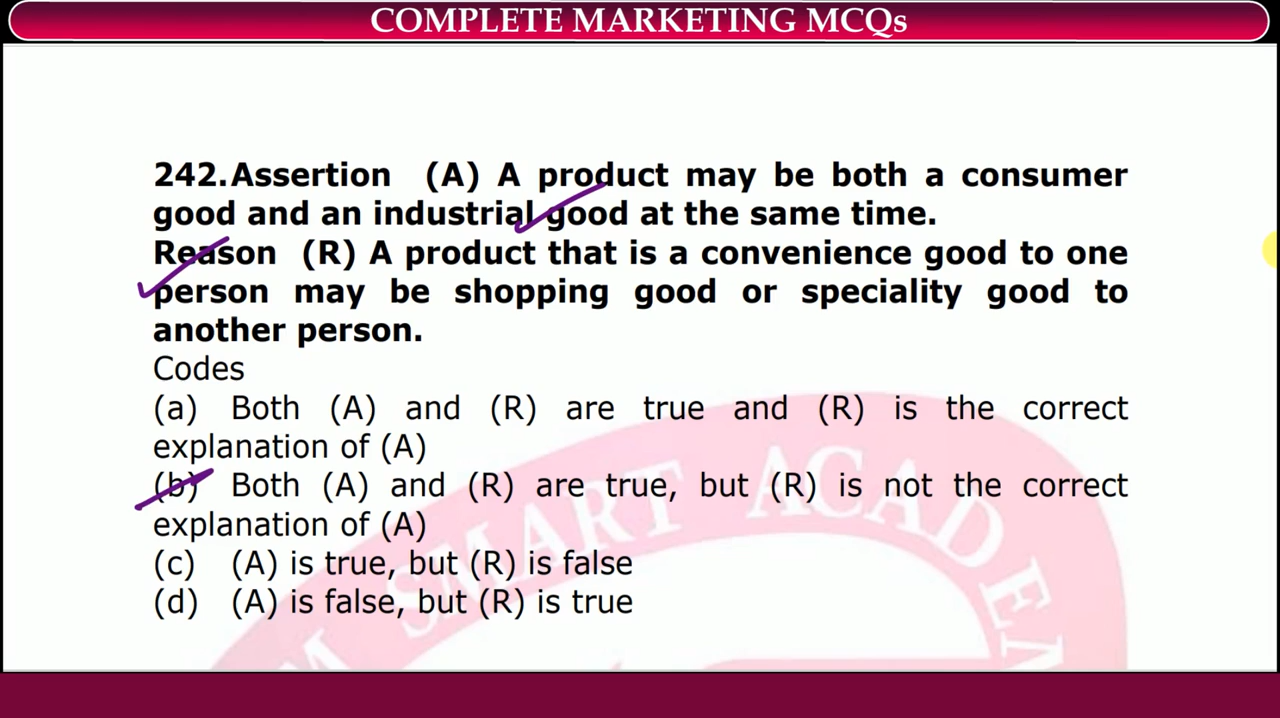 COMPLETE MARKETING MCQs
242.Assertion (A) A product may be both a consumer
good and an industrial good at the same time.
Reason (R) A product that is a convenience good to one
person may be shopping good or speciality good to
another person.
Codes
(a) Both (A) and (R) are true and (R) is the correct
explanation of (A)
(b) Both (A) and (R) are true, but (R) is not the correct
explanation of (A)
(c) (A) is true, but (R) is false
(d) (A) is false, but (R) is true
M SMART ACADEM